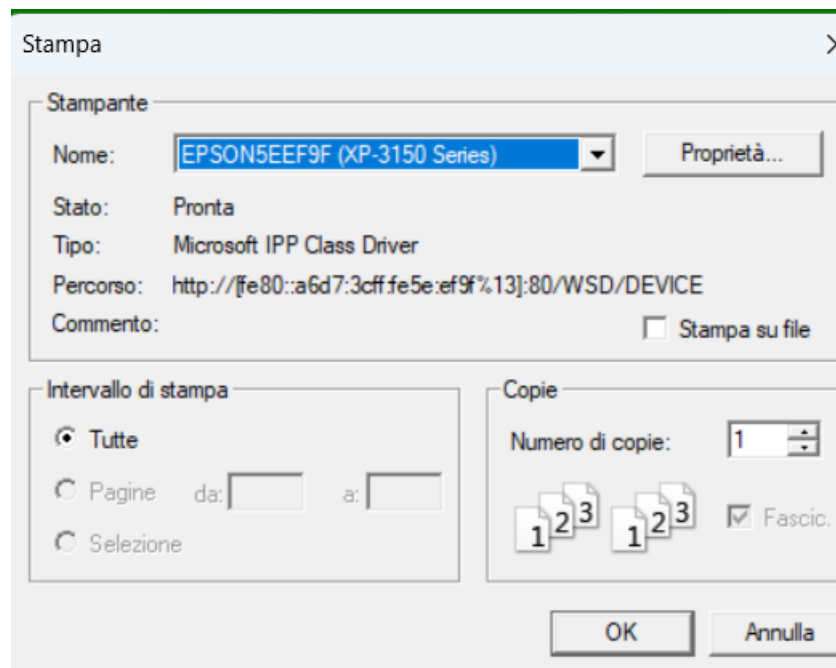 Stampa
Stampante
Nome: EPSON5EEF9F (XP-3150 Series) Proprietà...
Stato: Pronta
Tipo: Microsoft IPP Class Driver
Percorso: http://[fe80::a6d7:3cff:fe5e:ef9f%13]:80/WSD/DEVICE
Commento: Stampa su file
Intervallo di stampa
Tutte
Pagine da: a:
Selezione
Copie
Numero di copie: 1
1 2 3 1 2 3 Fascic.
OK Annulla